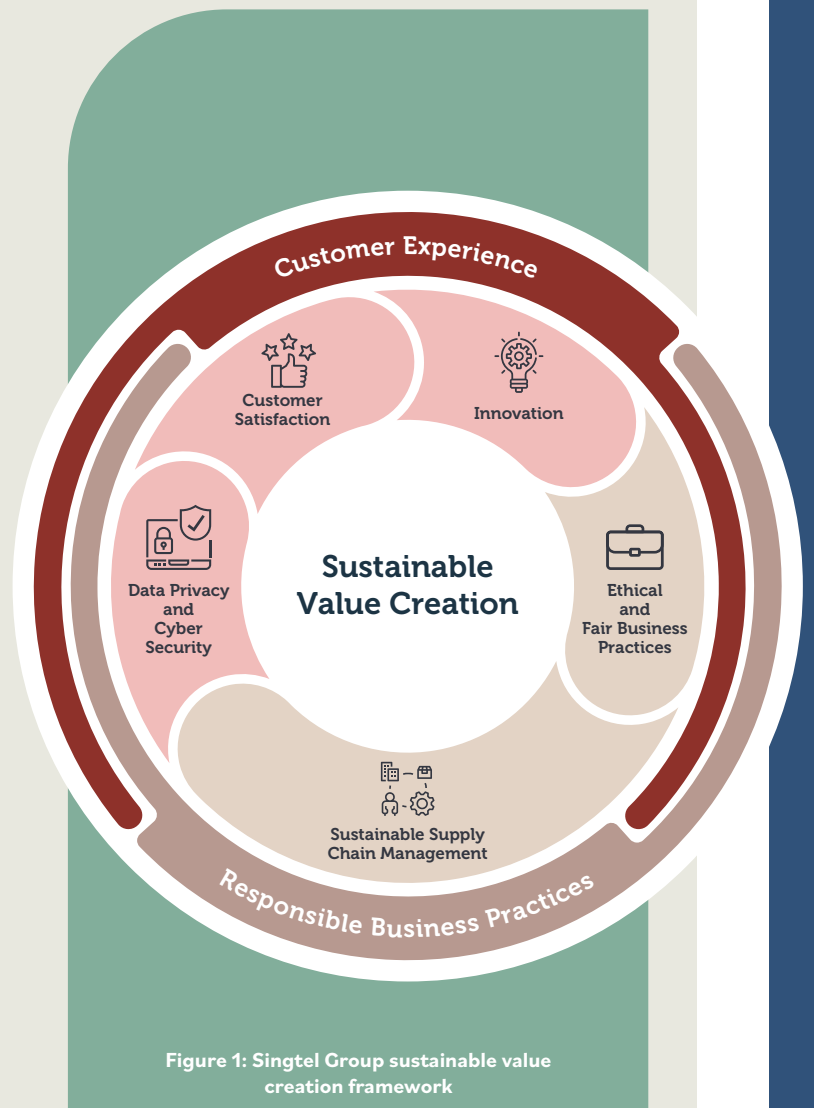 Customer Experience
Customer
Satisfaction
Innovation
Data Privacy
and
Cyber
Security
Sustainable
Value Creation
Ethical
and
Fair Business
Practices
Sustainable Supply
Chain Management
Responsible Business Practices
Figure 1: Singtel Group sustainable value
creation framework